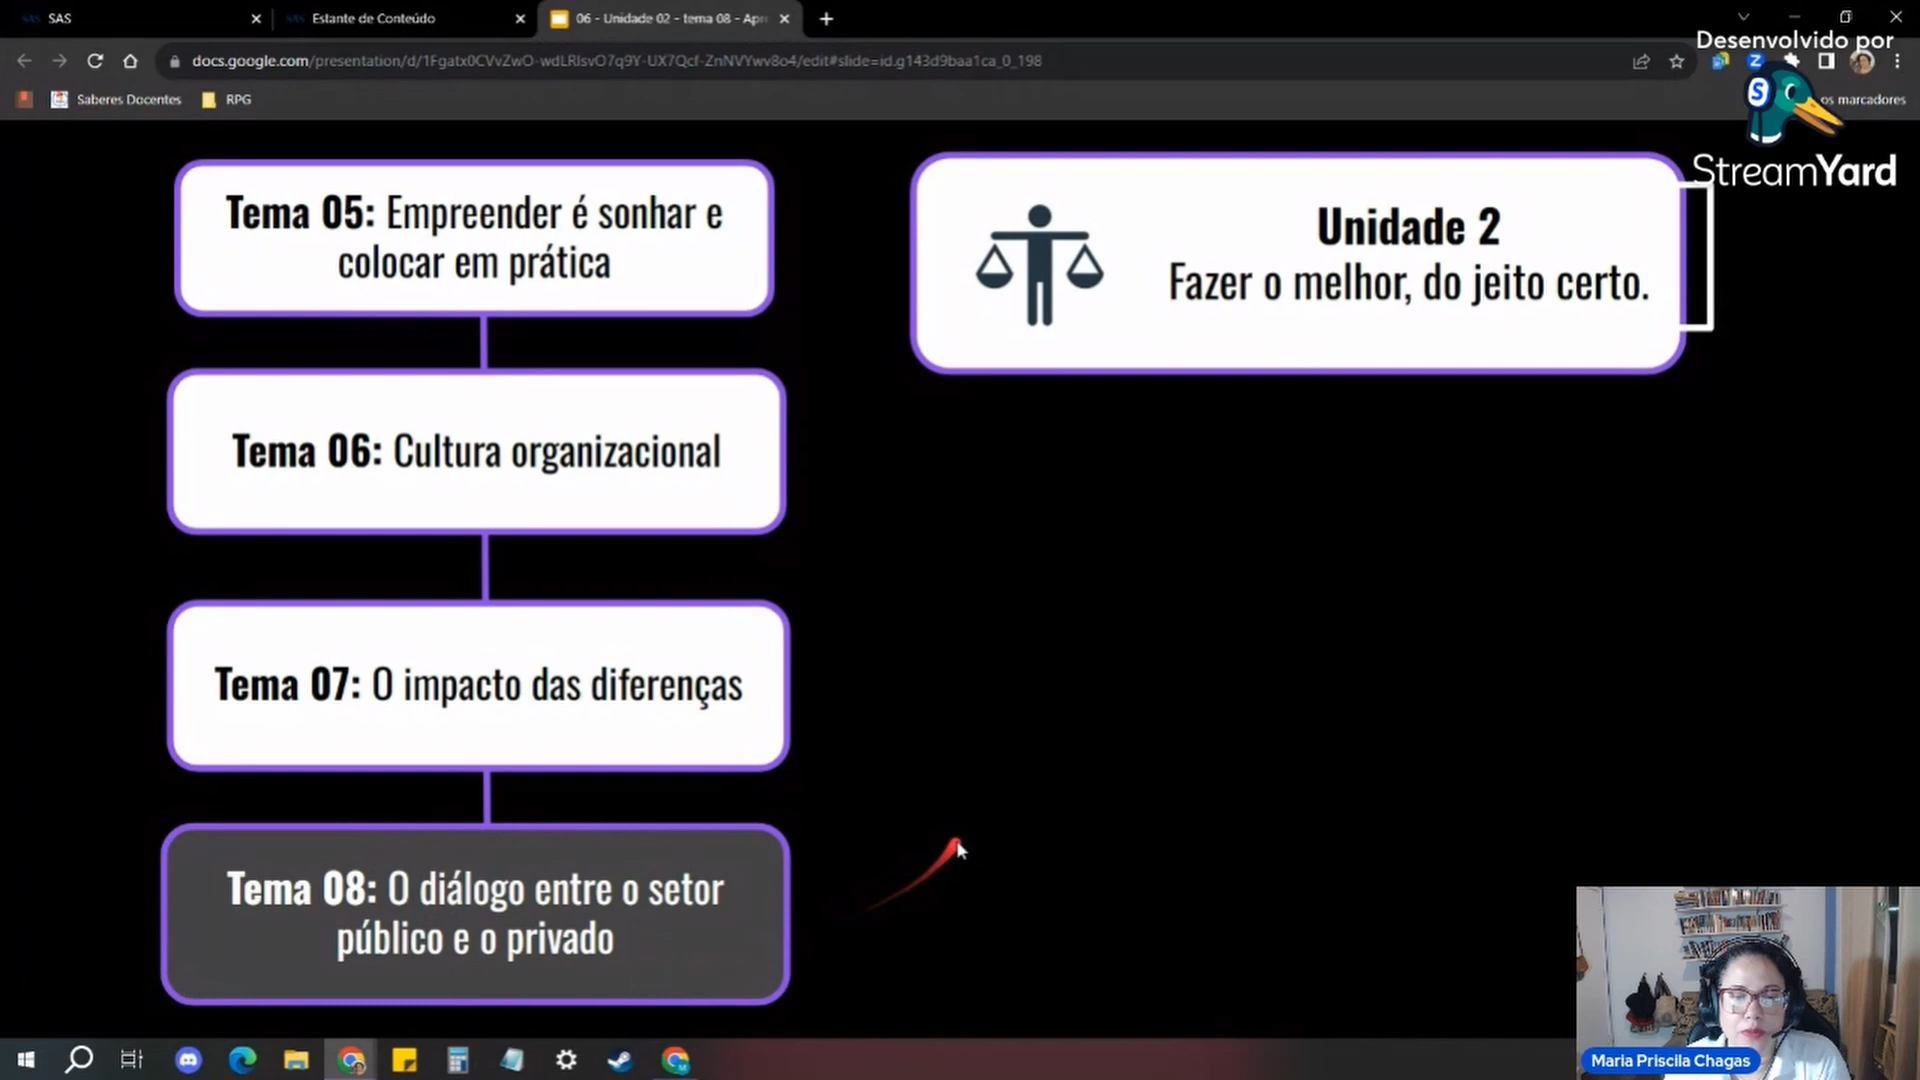 SAS
Estante de Conteúdo
06 - Unidade 02 - tema 08 - Apr
Desenvolvido por
docs.google.com/presentation/d/1Fgatx0CVvZwO-wdLRIsvO7q9Y-UX7Qcf-ZnNVYwv8o4/edit#slide=id.g143d9baa1ca_0_198
Saberes Docentes
RPG
os marcadores
StreamYard
Tema 05: Empreender é sonhar e
colocar em prática
Unidade 2
Fazer o melhor, do jeito certo.
Tema 06: Cultura organizacional
Tema 07: O impacto das diferenças
Tema 08: O diálogo entre o setor
público e o privado
Maria Priscila Chagas